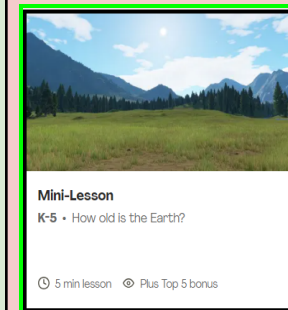 Mini-Lesson
K-5 • How old is the Earth?
5 min lesson Plus Top 5 bonus